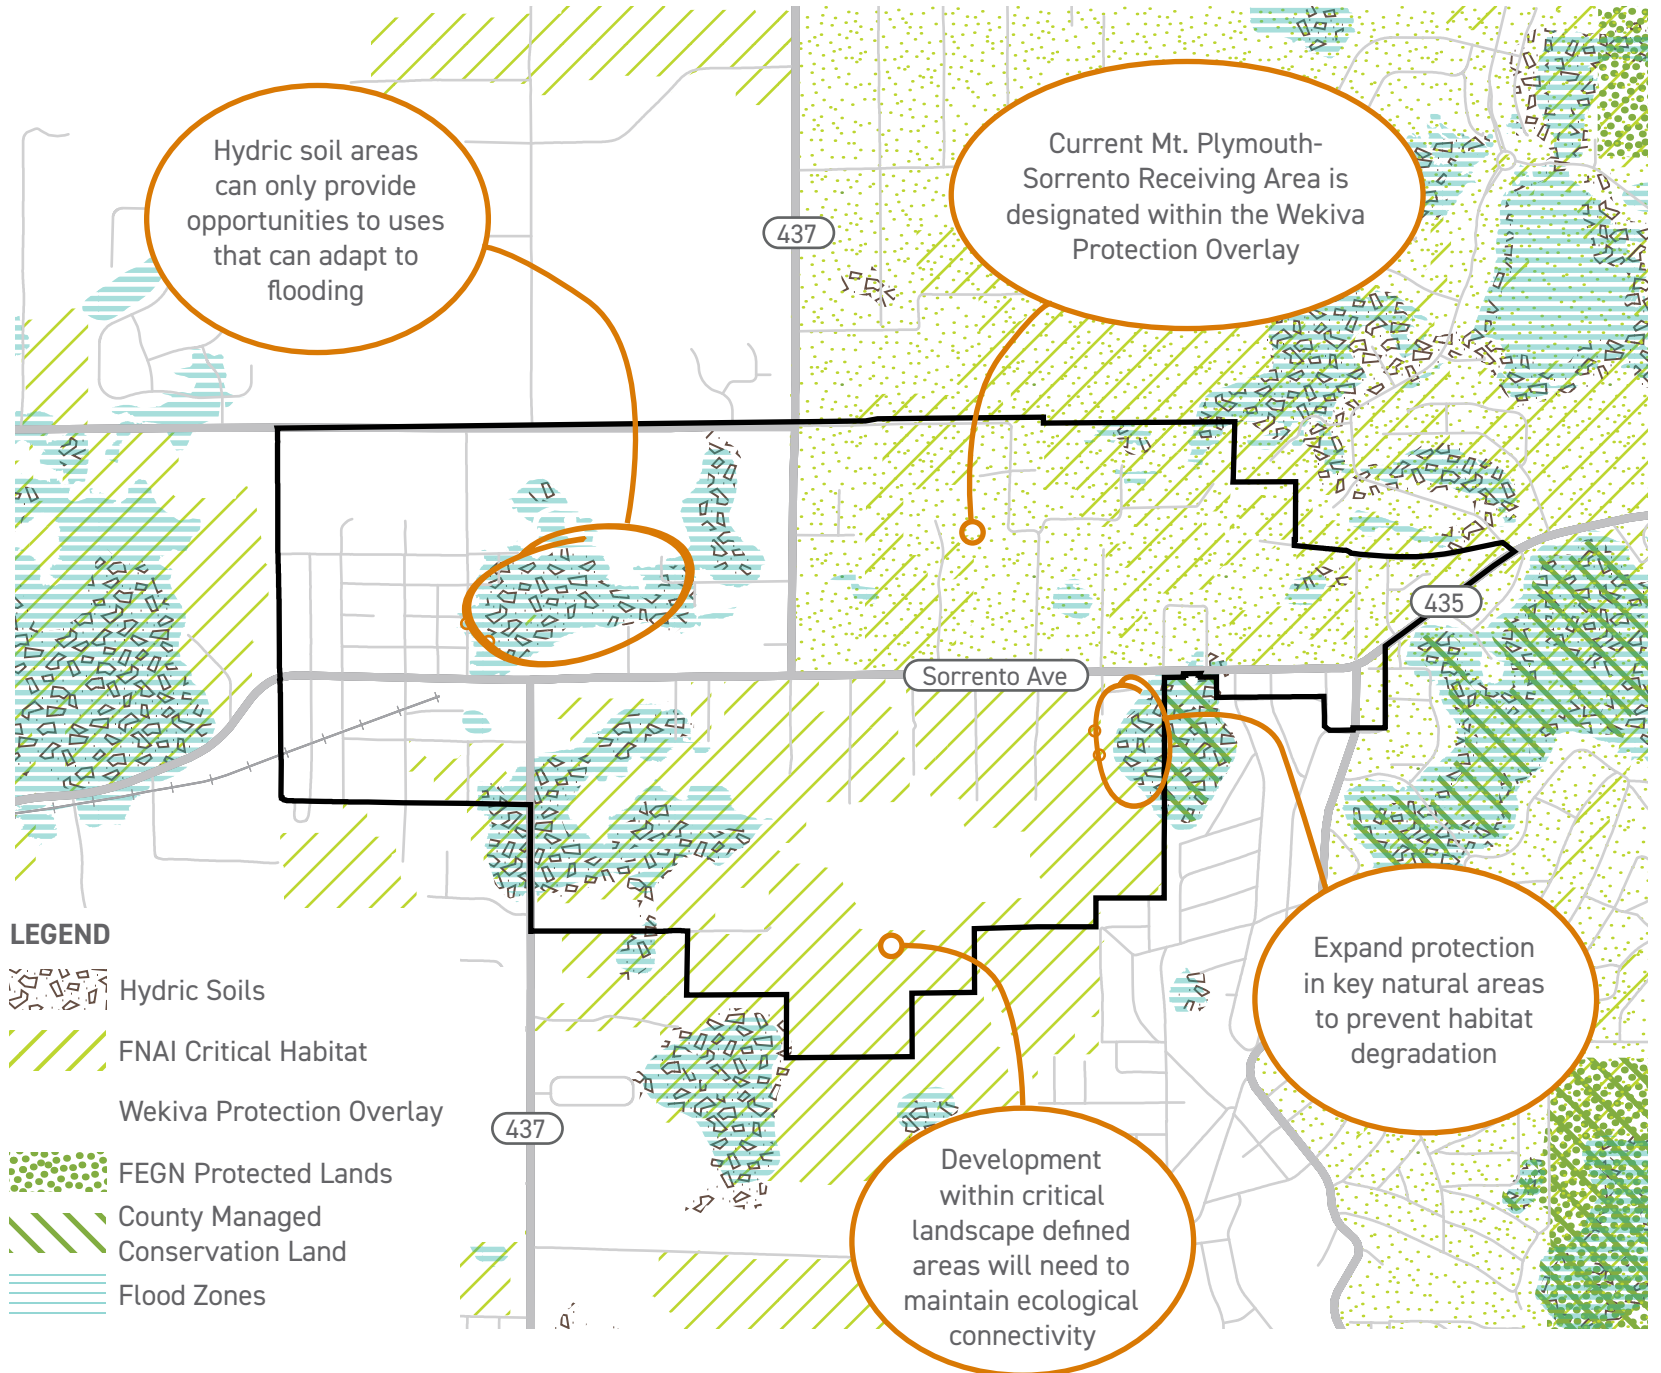 Hydric soil areas
can only provide
opportunities to uses
that can adapt to
flooding
Current Mt. Plymouth-
Sorrento Receiving Area is
designated within the Wekiva
Protection Overlay
437
435
Sorrento Ave
Expand protection
in key natural areas
to prevent habitat
degradation
437
Development
within critical
landscape defined
areas will need to
maintain ecological
connectivity
LEGEND
Hydric Soils
FNAI Critical Habitat
Wekiva Protection Overlay
FEGN Protected Lands
County Managed
Conservation Land
Flood Zones